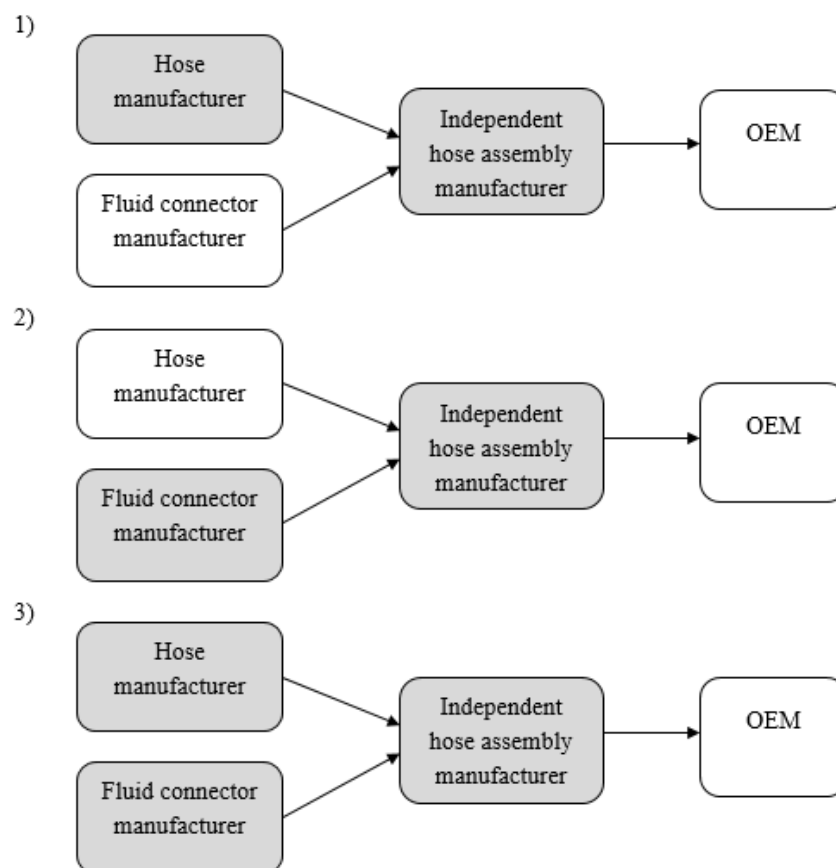 1)
Hose
manufacturer
Fluid connector
manufacturer
Independent
hose assembly
manufacturer
OEM
2)
Hose
manufacturer
Fluid connector
manufacturer
Independent
hose assembly
manufacturer
OEM
3)
Hose
manufacturer
Fluid connector
manufacturer
Independent
hose assembly
manufacturer
OEM